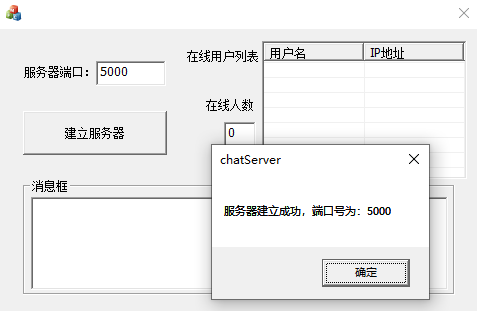 服务器端口：
5000
在线用户列表
用户名
IP地址
建立服务器
在线人数
0
消息框
chatServer
服务器建立成功，端口号为：5000
确定